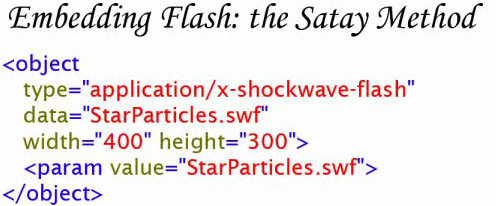 Embedding Flash: the Satay Method
<object
type="application/x-shockwave-flash"
data="StarParticles.swf"
width="400" height="300">
<param value="StarParticles.swf">
</object>